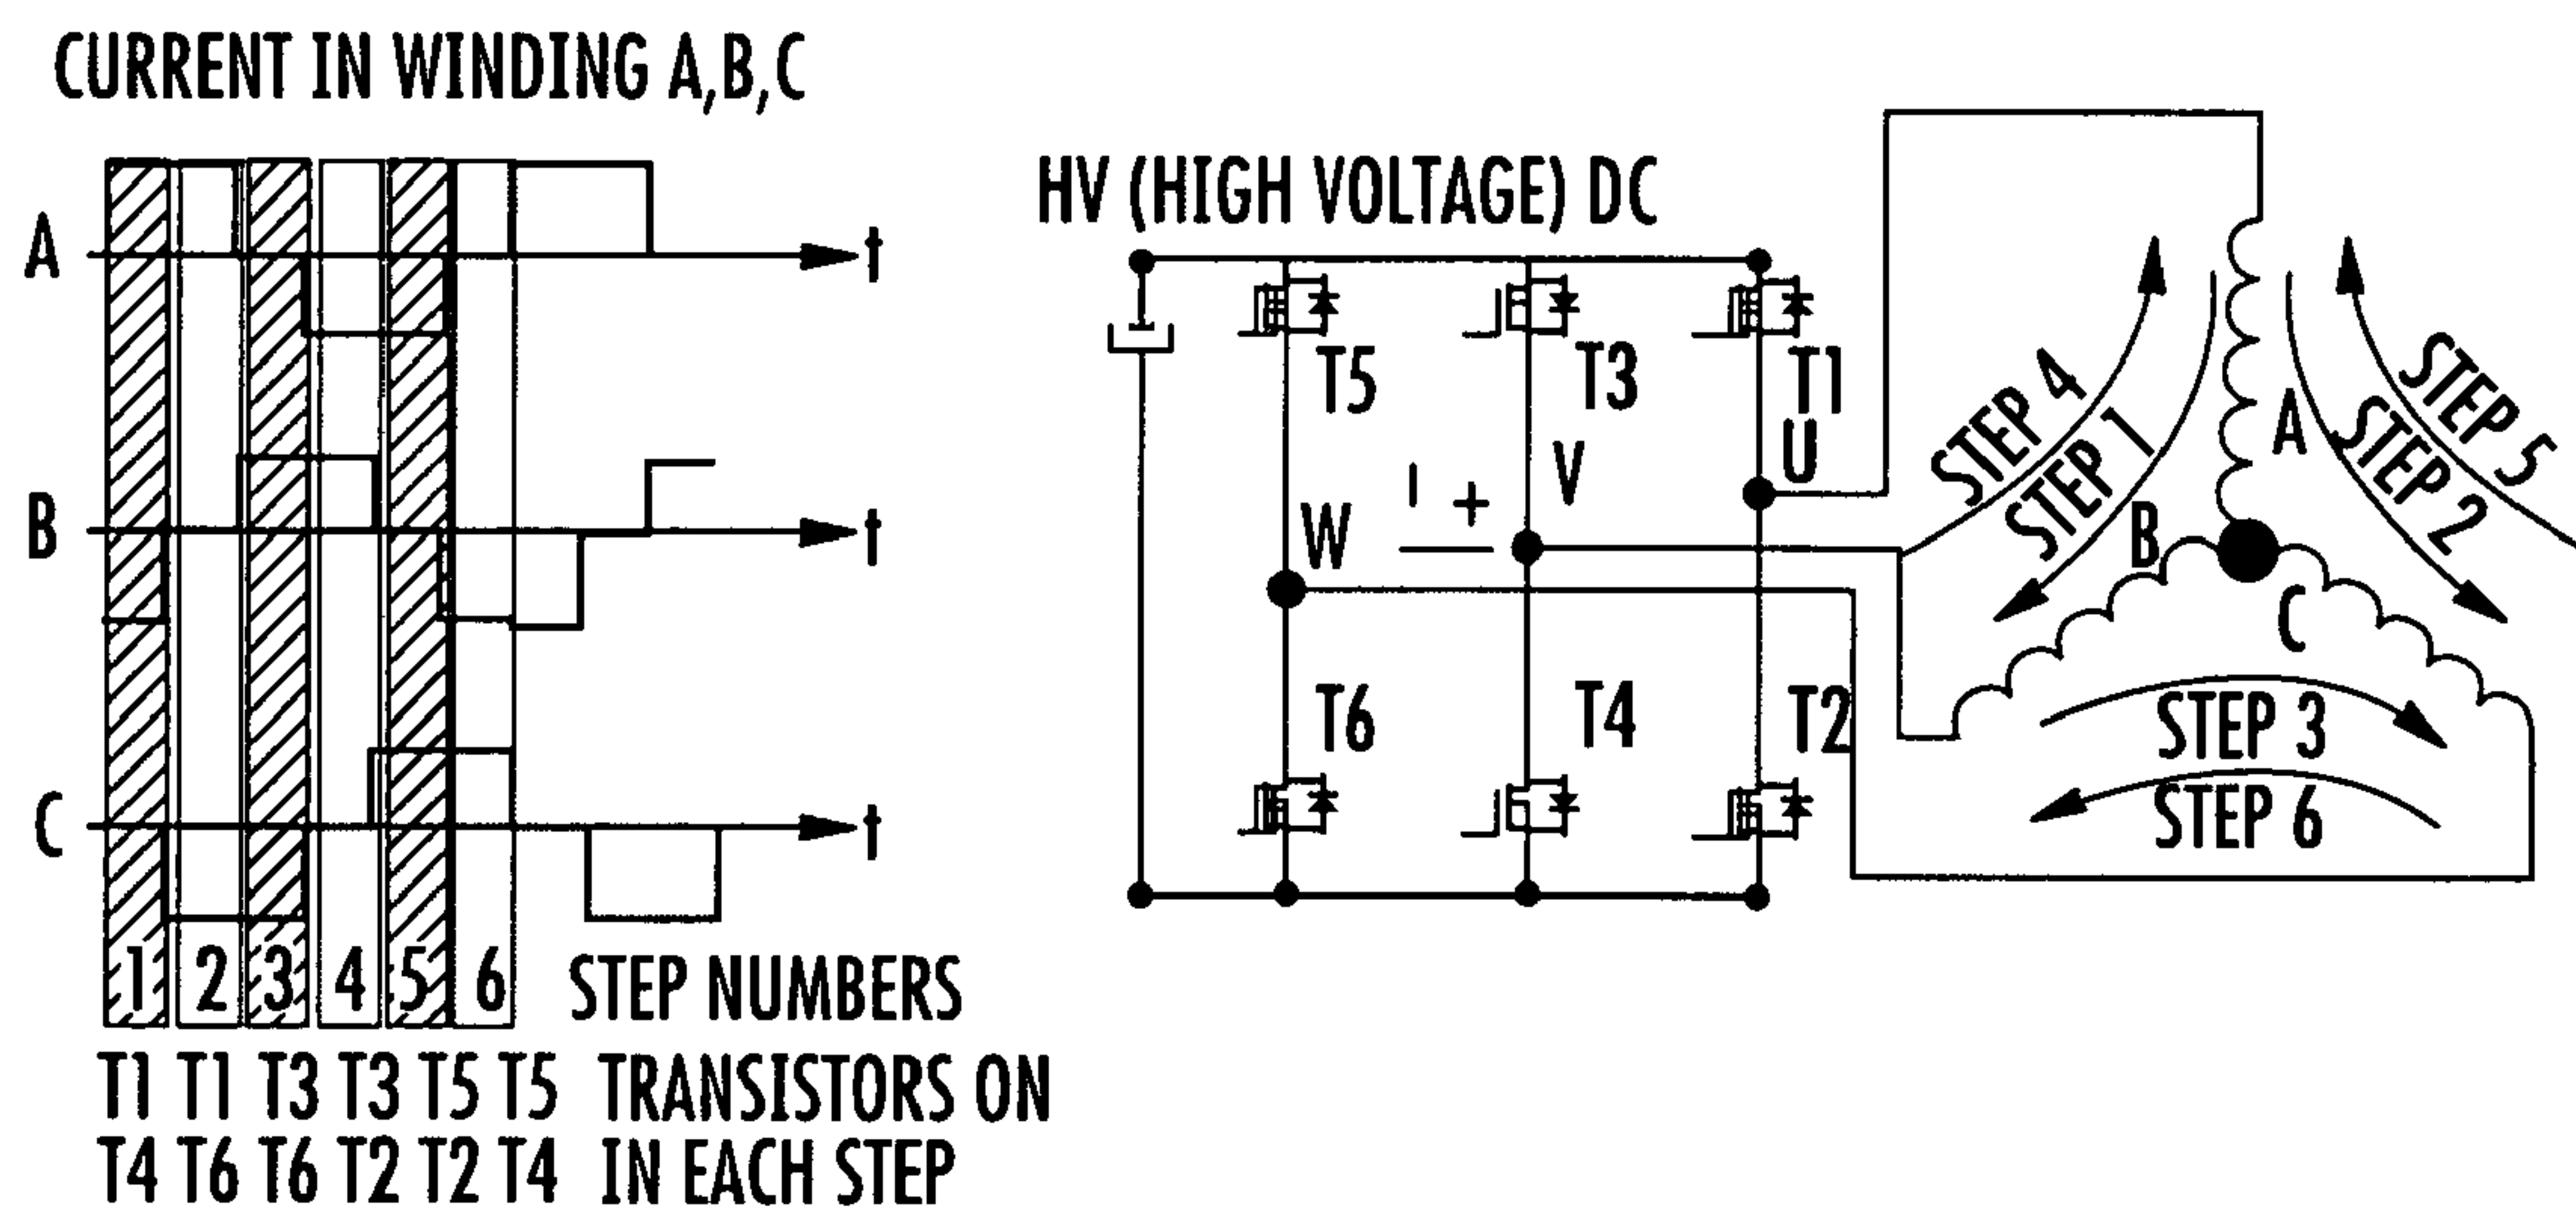 CURRENT IN WINDING A,B,C
A
t
B
t
C
t
1 2 3 4 5 6 STEP NUMBERS
T1 T1 T3 T3 T5 T5 TRANSISTORS ON
T4 T6 T6 T2 T2 T4 IN EACH STEP
HV (HIGH VOLTAGE) DC
T5
T3
T1
U
V
W
+
T6
T4
T2
STEP 4
STEP 1
STEP 5
STEP 2
A
B
C
STEP 3
STEP 6